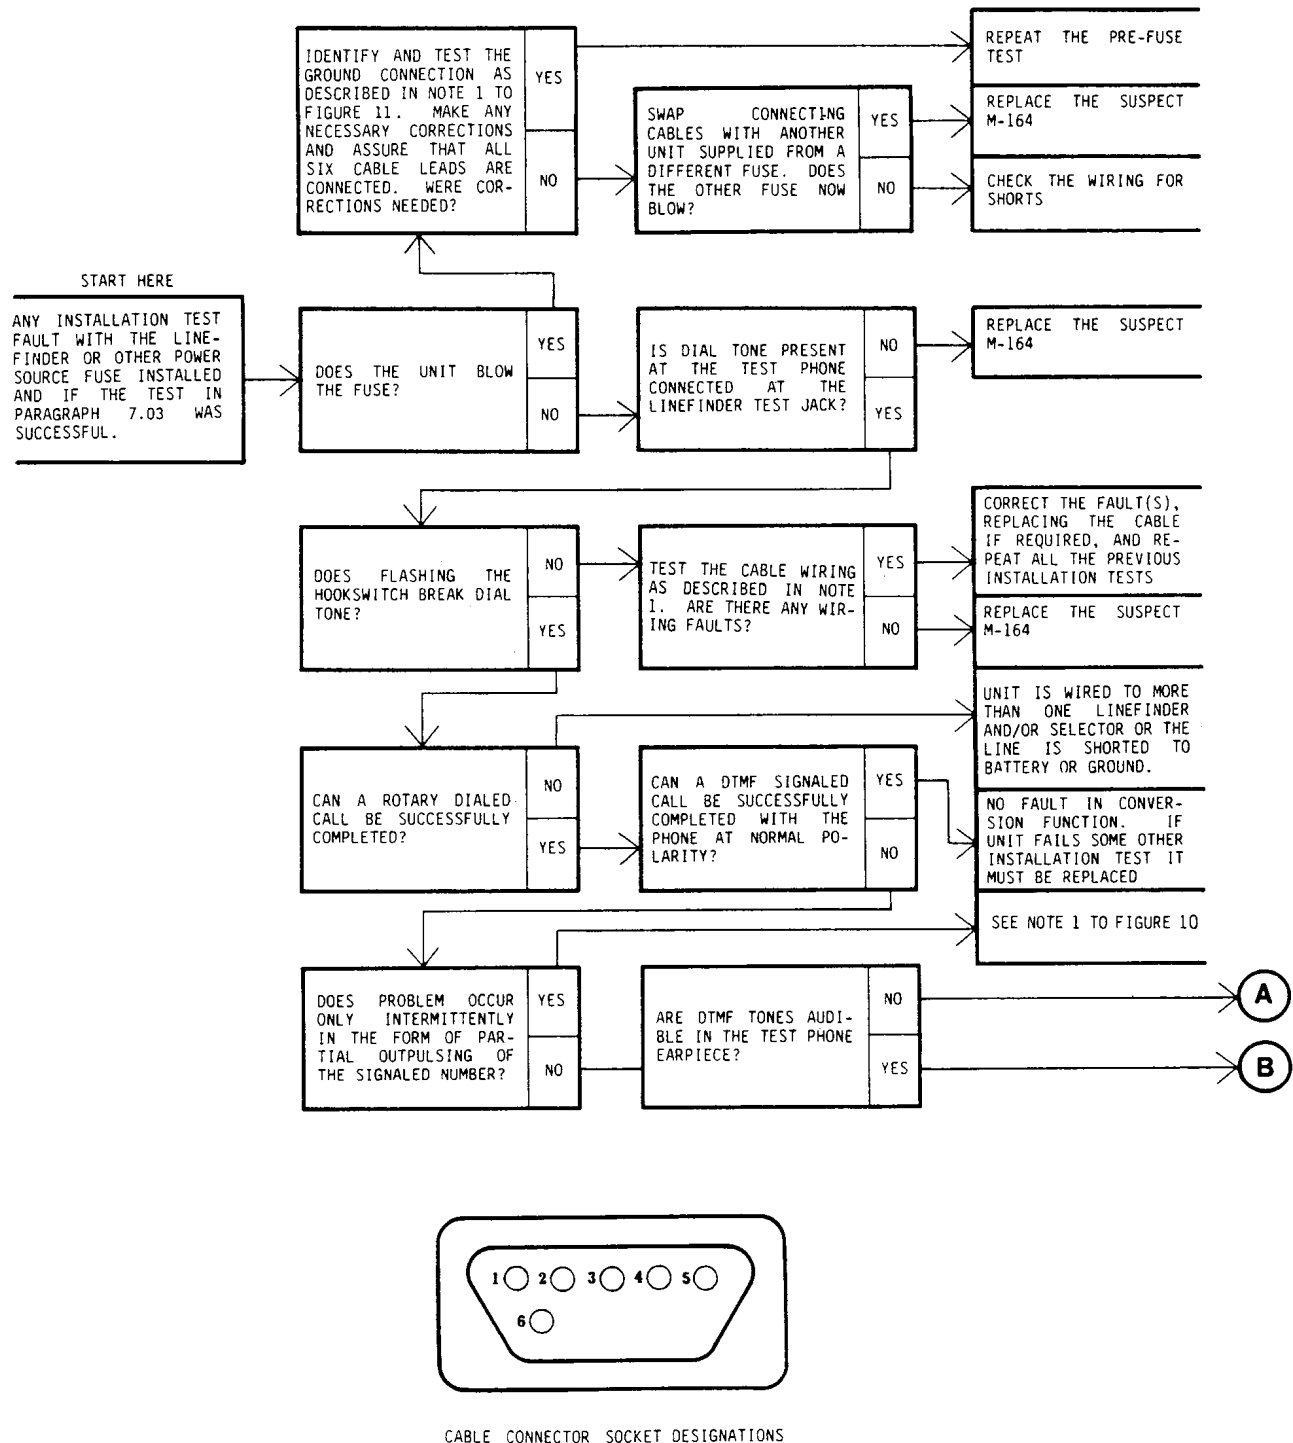 IDENTIFY AND TEST THE
GROUND CONNECTION AS
DESCRIBED IN NOTE 1 TO
FIGURE 11. MAKE ANY
NECESSARY CORRECTIONS
AND ASSURE THAT ALL
SIX CABLE LEADS ARE
CONNECTED. WERE COR-
RECTIONS NEEDED?
YES
NO
SWAP CONNECTING
CABLES WITH ANOTHER
UNIT SUPPLIED FROM A
DIFFERENT FUSE. DOES
THE OTHER FUSE NOW
BLOW?
YES
NO
REPEAT THE PRE-FUSE
TEST
REPLACE THE SUSPECT
M-164
CHECK THE WIRING FOR
SHORTS
START HERE
ANY INSTALLATION TEST
FAULT WITH THE LINE-
FINDER OR OTHER POWER
SOURCE FUSE INSTALLED
AND IF THE TEST IN
PARAGRAPH 7.03 WAS
SUCCESSFUL.
DOES THE UNIT BLOW
THE FUSE?
YES
NO
IS DIAL TONE PRESENT
AT THE TEST PHONE
CONNECTED AT THE
LINEFINDER TEST JACK?
NO
YES
REPLACE THE SUSPECT
M-164
DOES FLASHING THE
HOOKSWITCH BREAK DIAL
TONE?
NO
YES
TEST THE CABLE WIRING
AS DESCRIBED IN NOTE
1. ARE THERE ANY WIR-
ING FAULTS?
YES
NO
CORRECT THE FAULT(S),
REPLACING THE CABLE
IF REQUIRED, AND RE-
PEAT ALL THE PREVIOUS
INSTALLATION TESTS
REPLACE THE SUSPECT
M-164
UNIT IS WIRED TO MORE
THAN ONE LINEFINDER
AND/OR SELECTOR OR THE
LINE IS SHORTED TO
BATTERY OR GROUND.
CAN A ROTARY DIALED
CALL BE SUCCESSFULLY
COMPLETED?
NO
YES
CAN A DTMF SIGNALED
CALL BE SUCCESSFULLY
COMPLETED WITH THE
PHONE AT NORMAL PO-
LARITY?
YES
NO
NO FAULT IN CONVER-
SION FUNCTION. IF
UNIT FAILS SOME OTHER
INSTALLATION TEST IT
MUST BE REPLACED
SEE NOTE 1 TO FIGURE 10
DOES PROBLEM OCCUR
ONLY INTERMITTENTLY
IN THE FORM OF PAR-
TIAL OUTPULSING OF
THE SIGNALED NUMBER?
YES
NO
ARE DTMF TONES AUDI-
BLE IN THE TEST PHONE
EARPIECE?
NO
YES
A
B
1 2 3 4 5
6
CABLE CONNECTOR SOCKET DESIGNATIONS